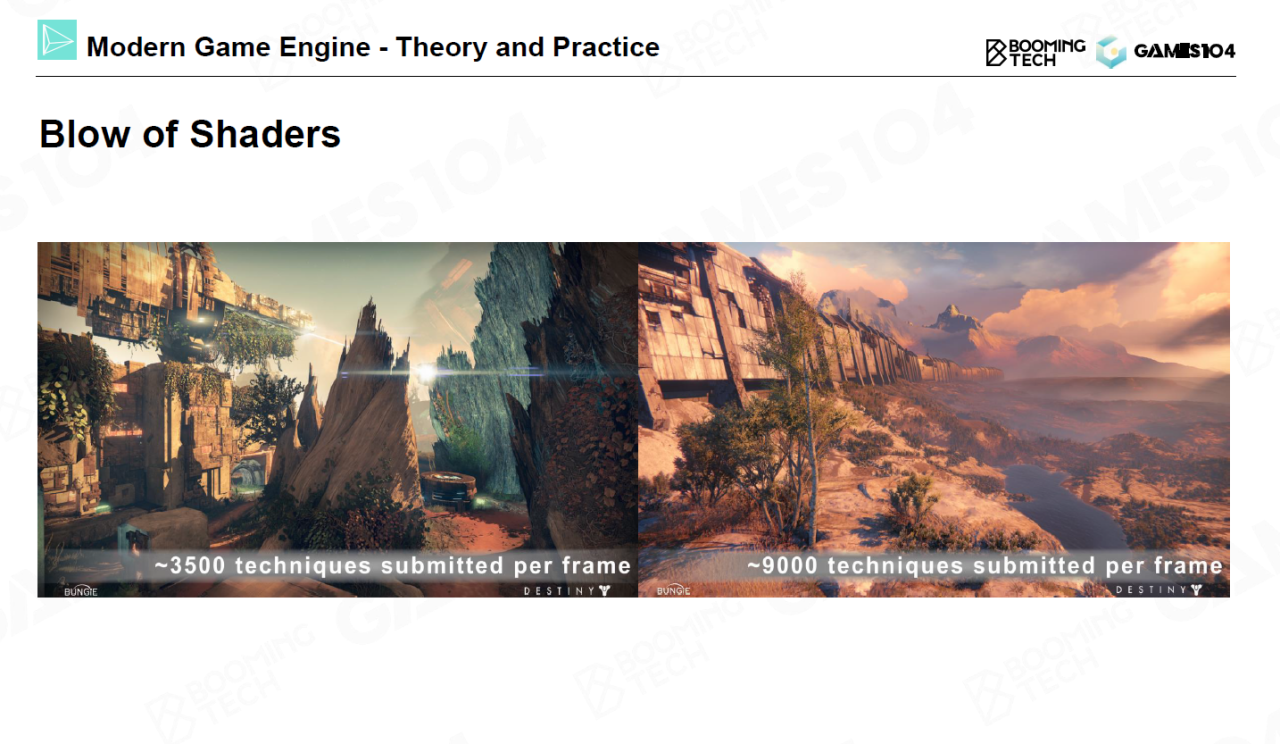 Modern Game Engine - Theory and Practice
BOOMING
TECH
GAMES104
Blow of Shaders
~3500 techniques submitted per frame
BUNGIE
DESTINY
~9000 techniques submitted per frame
BUNGIE
DESTINY